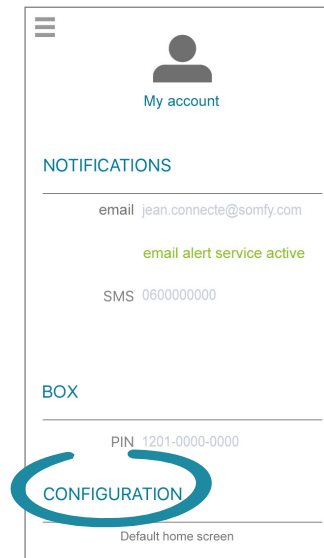 My account
NOTIFICATIONS
email jean.connecte@somfy.com
email alert service active
SMS 0600000000
BOX
PIN 1201-0000-0000
CONFIGURATION
Default home screen